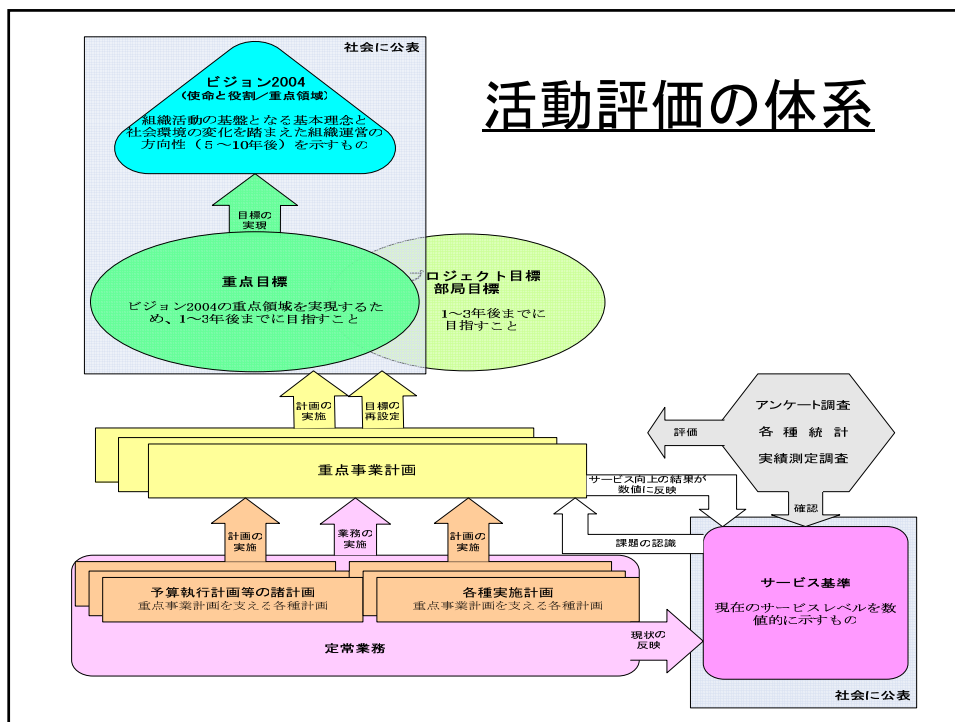 社会に公表
活動評価の体系
ビジョン2004
(使命と役割／重点領域)
組織活動の基盤となる基本理念と
社会環境の変化を踏まえた組織運営の
方向性（５～10年後）を示すもの
目標の
実現
重点目標
ビジョン2004の重点領域を実現するた
め、1～3年後までに目指すこと
プロジェクト目標
部局目標
1～3年後までに
目指すこと
計画の
実施
目標の
再設定
アンケート調査
各種統計
実績測定調査
評価
確認
重点事業計画
サービス向上の結果が
数値に反映
課題の認識
計画の
実施
業務の
実施
計画の
実施
予算執行計画等の諸計画
重点事業計画を支える各種計画
各種実施計画
重点事業計画を支える各種計画
定常業務
現状の
反映
サービス基準
現在のサービスレベルを数
値的に示すもの
社会に公表